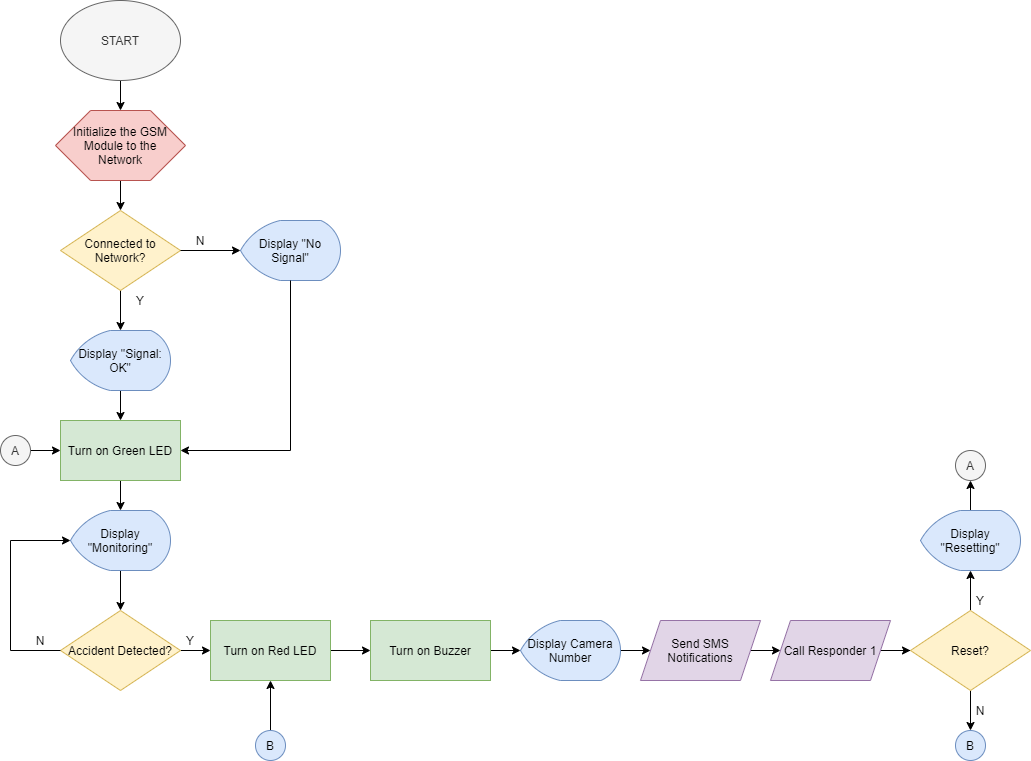 START
Initialize the GSM
Module to the
Network
Connected to
Network?
N
Display "No
Signal"
Y
Display "Signal:
OK"
A
Turn on Green LED
Display
"Monitoring"
N
Accident Detected?
Y
Turn on Red LED
Turn on Buzzer
Display Camera
Number
Send SMS
Notifications
Call Responder 1
Reset?
Y
Display
"Resetting"
A
N
B
B